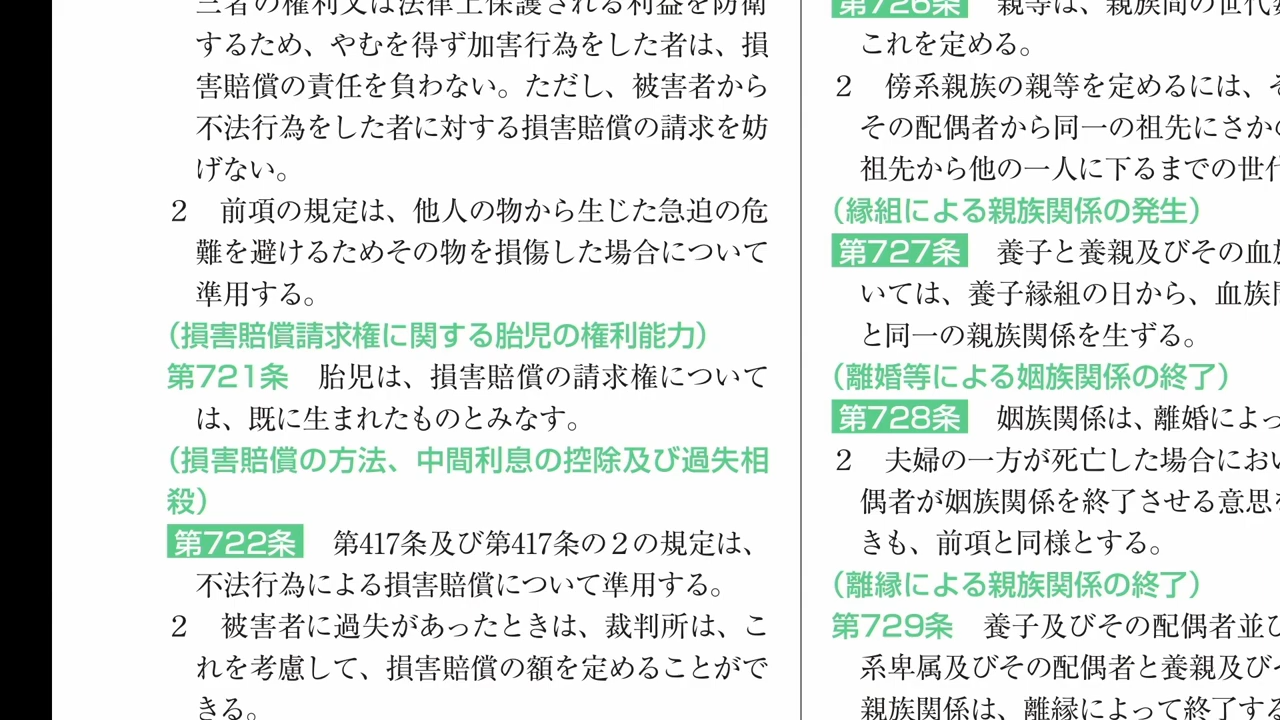 三者の権利又は法律上保護される利益を防衛
するため、やむを得ず加害行為をした者は、損
害賠償の責任を負わない。ただし、被害者から
不法行為をした者に対する損害賠償の請求を妨
げない。
２　前項の規定は、他人の物から生じた急迫の危
難を避けるためその物を損傷した場合について
準用する。
（損害賠償請求権に関する胎児の権利能力）
第721条　胎児は、損害賠償の請求権について
は、既に生まれたものとみなす。
（損害賠償の方法、中間利息の控除及び過失相
殺）
第722条　第417条及び第417条の２の規定は、
不法行為による損害賠償について準用する。
２　被害者に過失があったときは、裁判所は、こ
れを考慮して、損害賠償の額を定めることがで
きる。
第726条　親等は、親族間の世代
これを定める。
２　傍系親族の親等を定めるには、
その配偶者から同一の祖先にさか
祖先から他の一人に下るまでの世代
（縁組による親族関係の発生）
第727条　養子と養親及びその血
いては、養子縁組の日から、血族
と同一の親族関係を生ずる。
（離婚等による姻族関係の終了）
第728条　姻族関係は、離婚によっ
２　夫婦の一方が死亡した場合にお
偶者が姻族関係を終了させる意思
きも、前項と同様とする。
（離縁による親族関係の終了）
第729条　養子及びその配偶者並
系卑属及びその配偶者と養親及び
親族関係は、離縁によって終了す